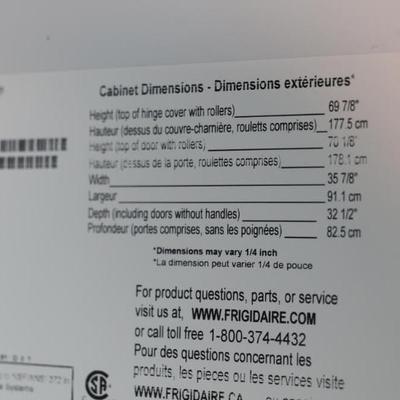 Cabinet Dimensions - Dimensions extérieures*
Height (top of hinge cover with rollers) 69 7/8"
Hauteur (dessus du couvre-charnière, roulettes comprises) 177.5 cm
Height (top of door with rollers) 70 1/8"
Hauteur (dessus de la porte, roulettes comprises) 178.1 cm
Width 35 7/8"
Largeur 91.1 cm
Depth (including doors without handles) 32 1/2"
Profondeur (portes comprises, sans les poignées) 82.5 cm
*Dimensions may vary 1/4 inch
*La dimension peut varier 1/4 de pouce
For product questions, parts, or service
visit us at, WWW.FRIGIDAIRE.COM
or call toll free 1-800-374-4432
Pour des questions concernant les
produits, les pieces ou les services visiter
WWW.FRIGIDAIRE.CA